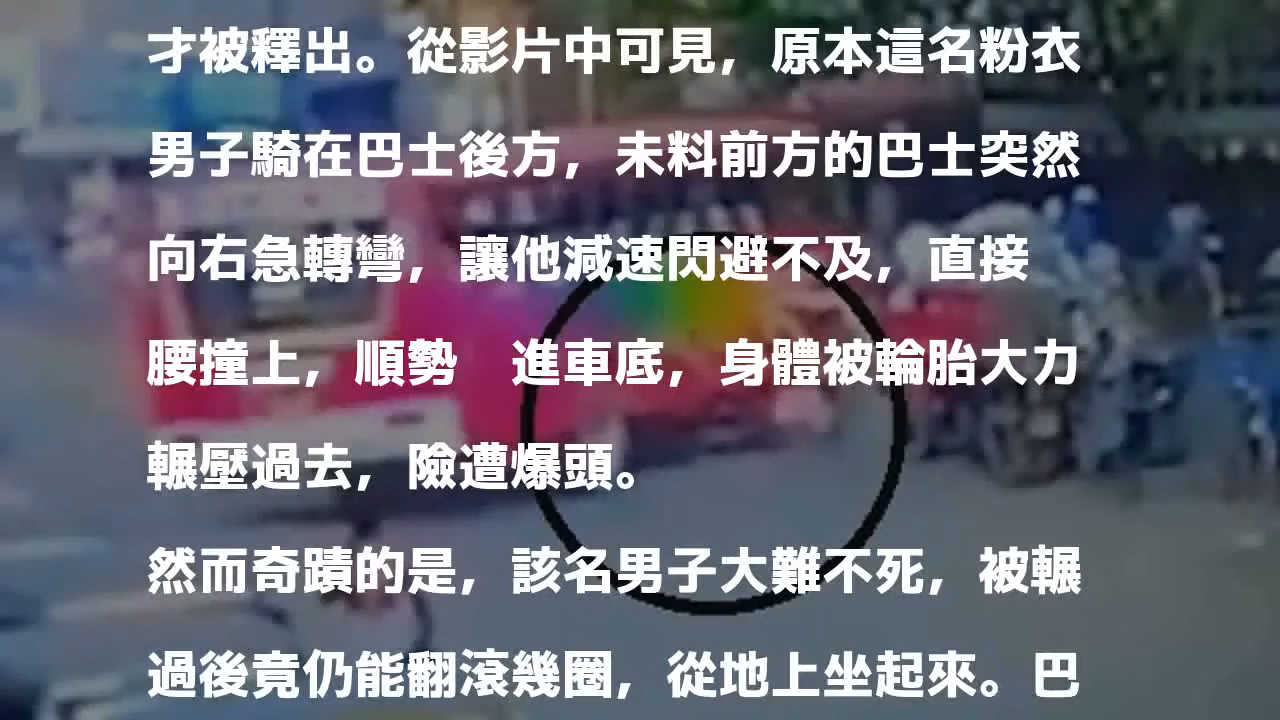 才被釋出。從影片中可見，原本這名粉衣
男子騎在巴士後方，未料前方的巴士突然
向右急轉彎，讓他減速閃避不及，直接
腰撞上，順勢　進車底，身體被輪胎大力
輾壓過去，險遭爆頭。
然而奇蹟的是，該名男子大難不死，被輾
過後竟仍能翻滾幾圈，從地上坐起來。巴